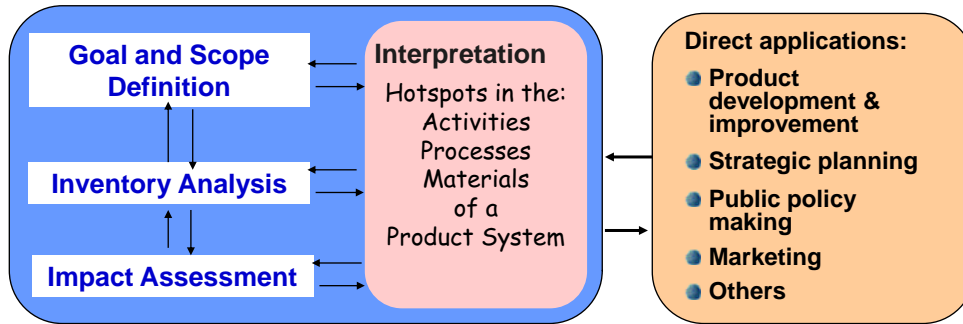 Goal and Scope
Definition
Inventory Analysis
Impact Assessment
Interpretation
Hotspots in the:
Activities
Processes
Materials
of a
Product System
Direct applications:
Product
development &
improvement
Strategic planning
Public policy
making
Marketing
Others